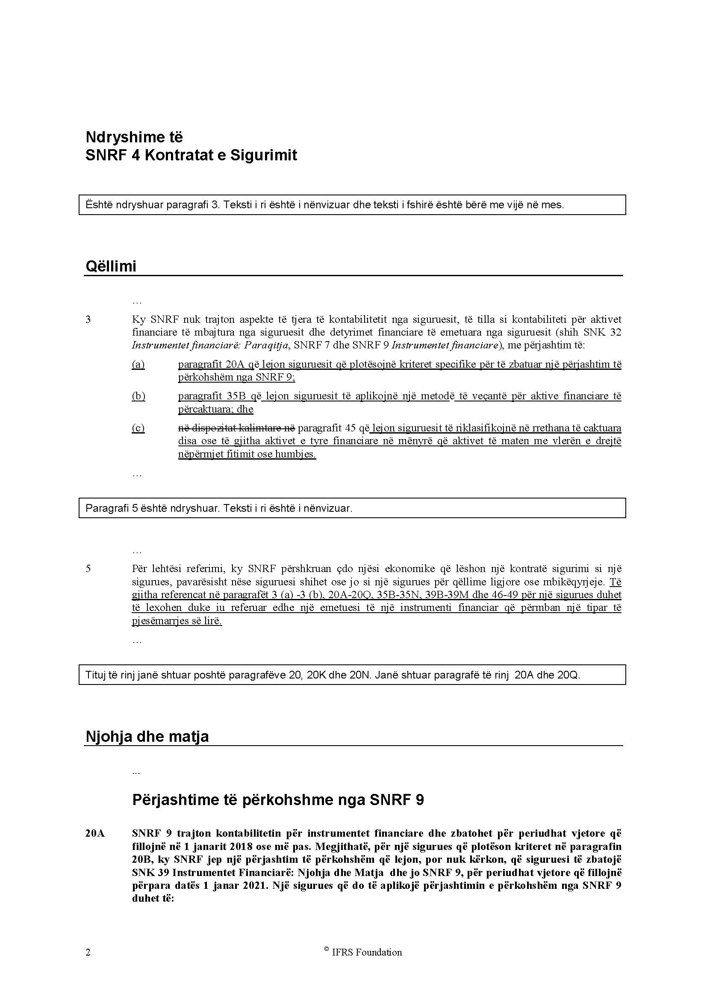 Ndryshime të
SNRF 4 Kontratat e Sigurimit
Është ndryshuar paragrafi 3. Teksti i ri është i nënvizuar dhe teksti i fshirë është bërë me vijë në mes.
Qëllimi
…
3 Ky SNRF nuk trajton aspekte të tjera të kontabilitetit nga siguruesit, të tilla si kontabiliteti për aktivet
financiare të mbajtura nga siguruesit dhe detyrimet financiare të emetuara nga siguruesit (shih SNK 32
Instrumentet financiarë: Paraqitja, SNRF 7 dhe SNRF 9 Instrumentet financiare), me përjashtim të:
(a) paragrafit 20A që lejon siguruesit që plotësojnë kriteret specifike për të zbatuar një përjashtim të
përkohshëm nga SNRF 9;
(b) paragrafit 35B që lejon siguruesit të aplikojnë një metodë të veçantë për aktive financiare të
përcaktuara; dhe
(c) në dispozitat kalimtare në paragrafit 45 që lejon siguruesit të riklasifikojnë në rrethana të caktuara
disa ose të gjitha aktivet e tyre financiare në mënyrë që aktivet të maten me vlerën e drejtë
nëpërmjet fitimit ose humbjes.
…
Paragrafi 5 është ndryshuar. Teksti i ri është i nënvizuar.
…
5 Për lehtësi referimi, ky SNRF përshkruan çdo njësi ekonomike që lëshon një kontratë sigurimi si një
sigurues, pavarësisht nëse siguruesi shihet ose jo si një sigurues për qëllime ligjore ose mbikëqyrjeje. Të
gjitha referencat në paragrafët 3 (a) -3 (b), 20A-20Q, 35B-35N, 39B-39M dhe 46-49 për një sigurues duhet
të lexohen duke iu referuar edhe një emetuesi të një instrumenti financiar që përmban një tipar të
pjesëmarrjes së lirë.
…
Tituj të rinj janë shtuar poshtë paragrafëve 20, 20K dhe 20N. Janë shtuar paragrafë të rinj  20A dhe 20Q.
Njohja dhe matja
...
Përjashtime të përkohshme nga SNRF 9
20A SNRF 9 trajton kontabilitetin për instrumentet financiare dhe zbatohet për periudhat vjetore që
fillojnë në 1 janarit 2018 ose më pas. Megjithatë, për një sigurues që plotëson kriteret në paragrafin
20B, ky SNRF jep një përjashtim të përkohshëm që lejon, por nuk kërkon, që siguruesi të zbatojë
SNK 39 Instrumentet Financiarë: Njohja dhe Matja  dhe jo SNRF 9, për periudhat vjetore që fillojnë
përpara datës 1 janar 2021. Një sigurues që do të aplikojë përjashtimin e përkohshëm nga SNRF 9
duhet të:
2 © IFRS Foundation